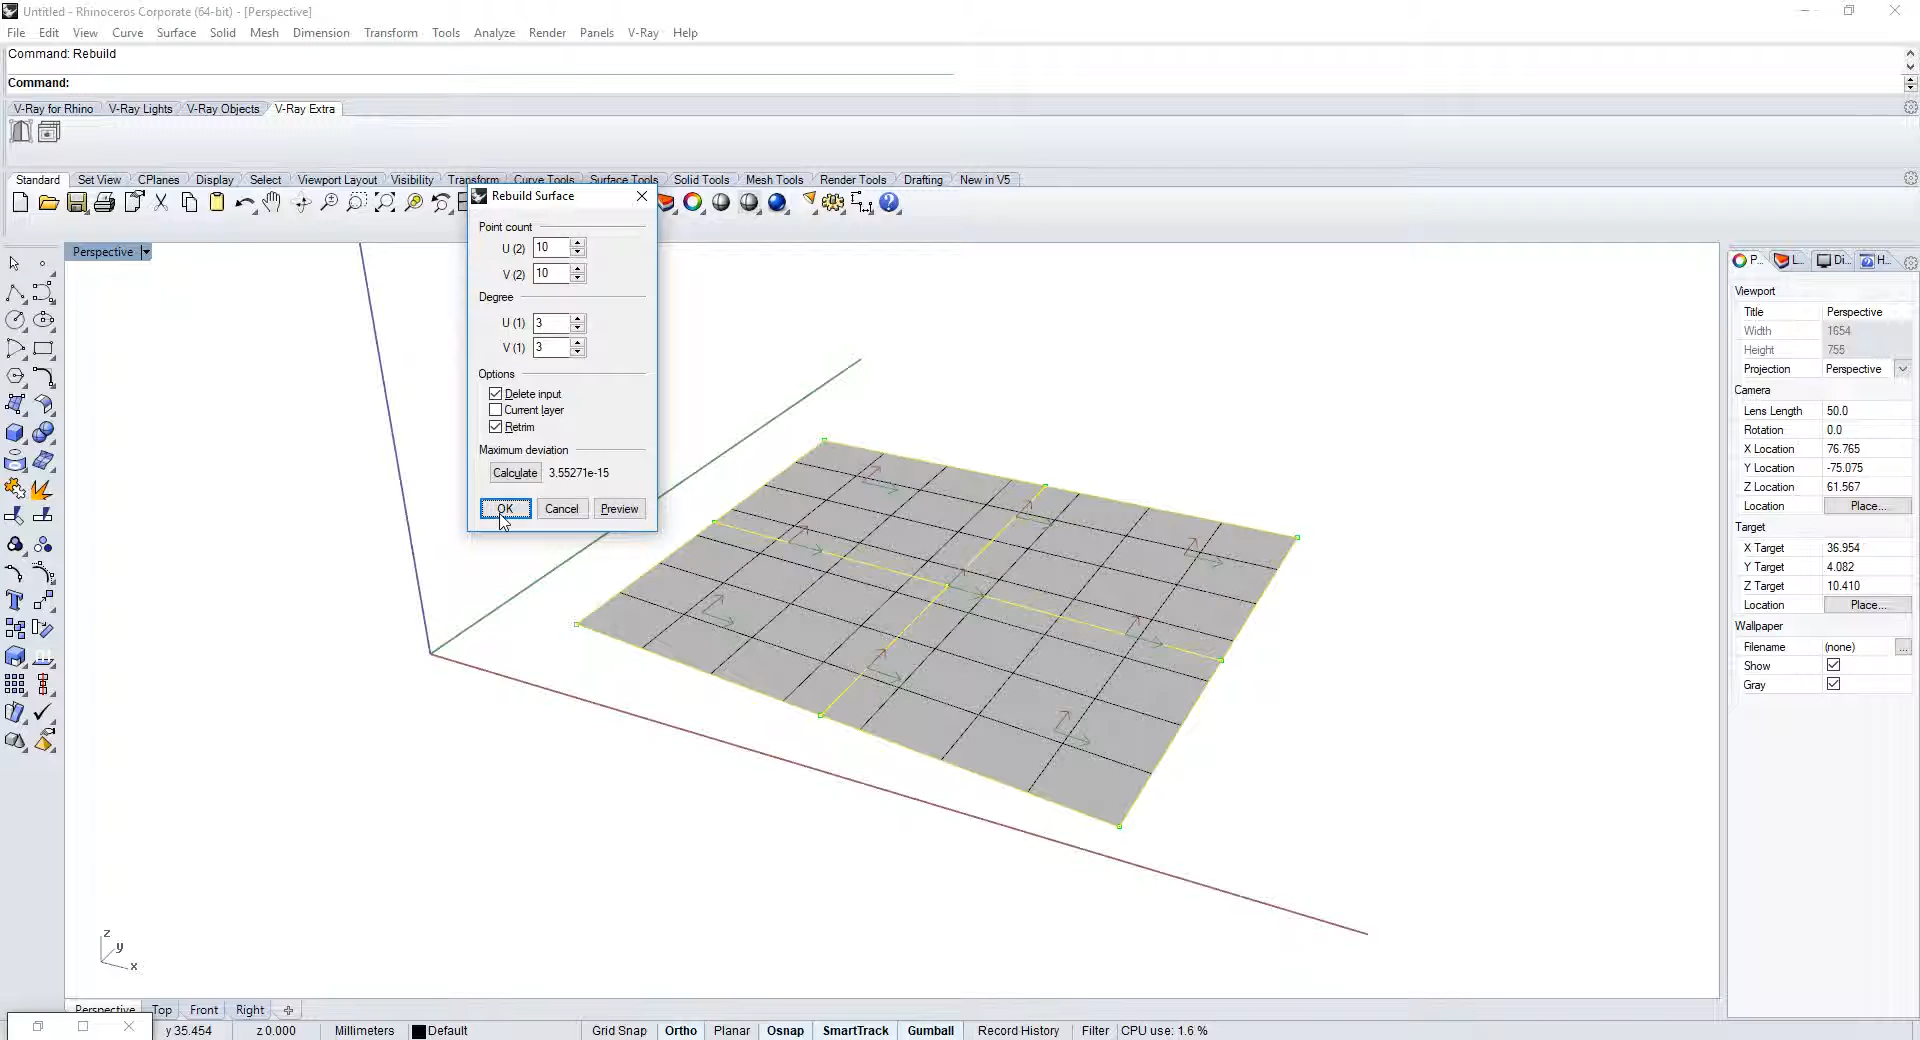 Untitled - Rhinoceros Corporate (64-bit) - [Perspective]
File Edit View Curve Surface Solid Mesh Dimension Transform Tools Analyze Render Panels V-Ray Help
Command: Rebuild
Command:
V-Ray for Rhino V-Ray Lights V-Ray Objects V-Ray Extra
Standard Set View CPlanes Display Select Viewport Layout Visibility Transform Curve Tools Surface Tools Solid Tools Mesh Tools Render Tools Drafting New in V5
Perspective
Rebuild Surface
Point count
U (2) 10
V (2) 10
Degree
U (1) 3
V (1) 3
Options
Delete input
Current layer
Retrim
Maximum deviation
Calculate 3.55271e-15
OK Cancel Preview
P... L... Di... H...
Viewport
Title Perspective
Width 1654
Height 755
Projection Perspective
Camera
Lens Length 50.0
Rotation 0.0
X Location 76.765
Y Location -75.075
Z Location 61.567
Location Place...
Target
X Target 36.954
Y Target 4.082
Z Target 10.410
Location Place...
Wallpaper
Filename (none) ...
Show
Gray
z
y
x
Perspective Top Front Right
y 35.454 z 0.000 Millimeters Default Grid Snap Ortho Planar Osnap SmartTrack Gumball Record History Filter CPU use: 1.6 %